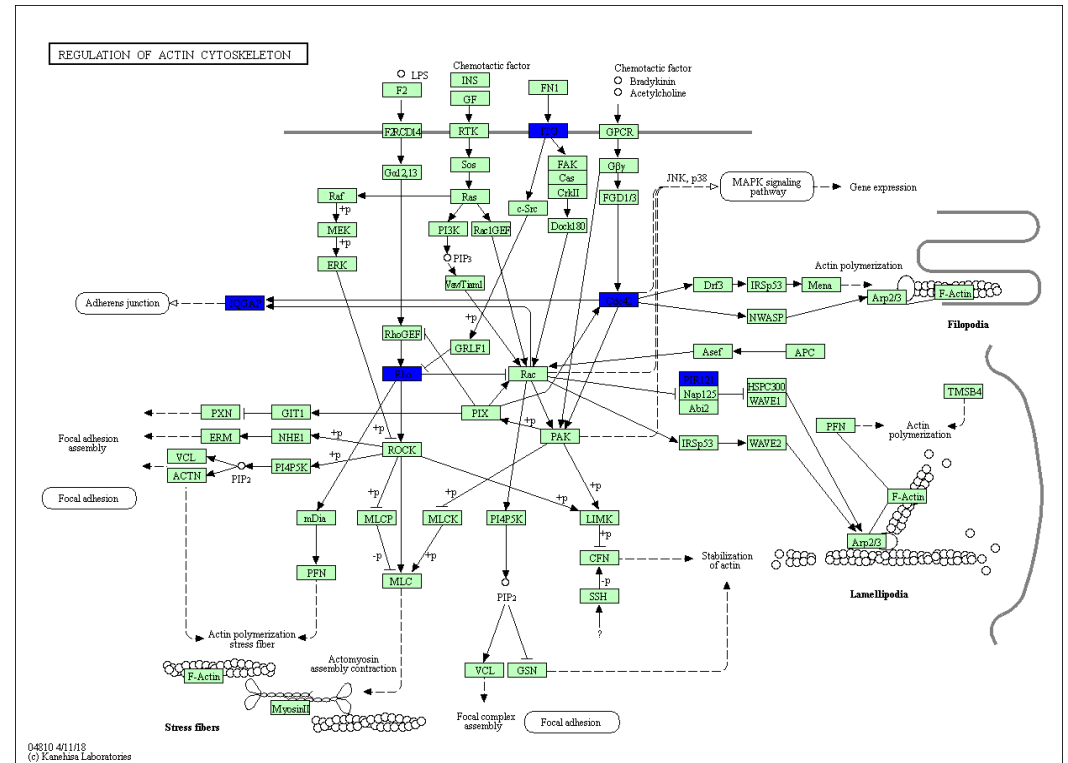 REGULATION OF ACTIN CYTOSKELETON
LPS
Chemotactic factor
Chemotactic factor
Bradykinin
Acetylcholine
F2
INS
GF
FN1
F2RCD14
RTK
ITG
GPCR
Gα12,13
Sos
FAK
Cas
CrkII
Gβγ
FGD1/3
JNK, p38
MAPK signaling
pathway
Gene expression
Raf
Ras
+p
MEK
+p
ERK
PI3K
Rac1GEF
c-Src
Dock180
PIP3
Vav/Tiam1
Actin polymerization
Drf3
IRSp53
Mena
Arp2/3
F-Actin
Filopodia
Adherens junction
IQGAP
Cdc42
NWASP
+p
RhoGEF
GRLF1
Asef
APC
Rho
Rac
PIR121
Nap125
Abi2
HSPC300
WAVE1
TMSB4
PXN
GIT1
PIX
+p
PFN
Actin
polymerization
Focal adhesion
assembly
ERM
NHE1
+p
+p
ROCK
PAK
IRSp53
WAVE2
VCL
ACTN
PIP2
PI4P5K
+p
Focal adhesion
F-Actin
+p
+p
+p
+p
mDia
MLCP
MLCK
PI4P5K
LIMK
+p
-p
+p
Arp2/3
CFN
Stabilization
of actin
PFN
MLC
-p
PIP2
SSH
?
Lamellipodia
Actin polymerization
stress fiber
Actomyosin
assembly contraction
VCL
GSN
F-Actin
MyosinII
Stress fibers
Focal complex
assembly
Focal adhesion
04810 4/11/18
(c) Kanehisa Laboratories